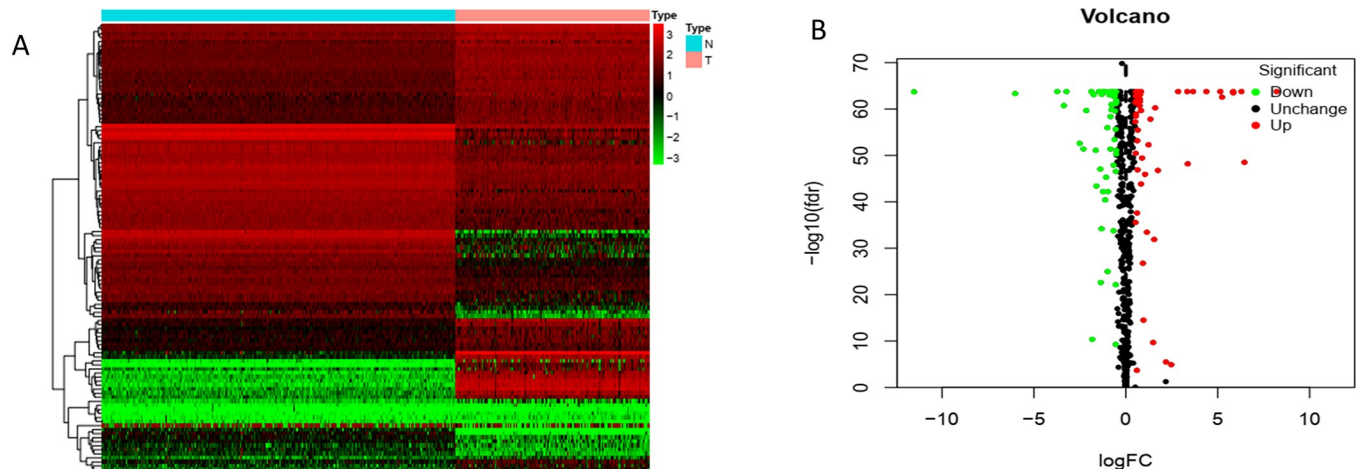 A
Type
3
2
1
0
−1
−2
−3
Type
N
T
B
Volcano
Significant
Down
Unchange
Up
−log10(fdr)
70
60
50
40
30
20
10
0
−10
−5
0
5
10
logFC